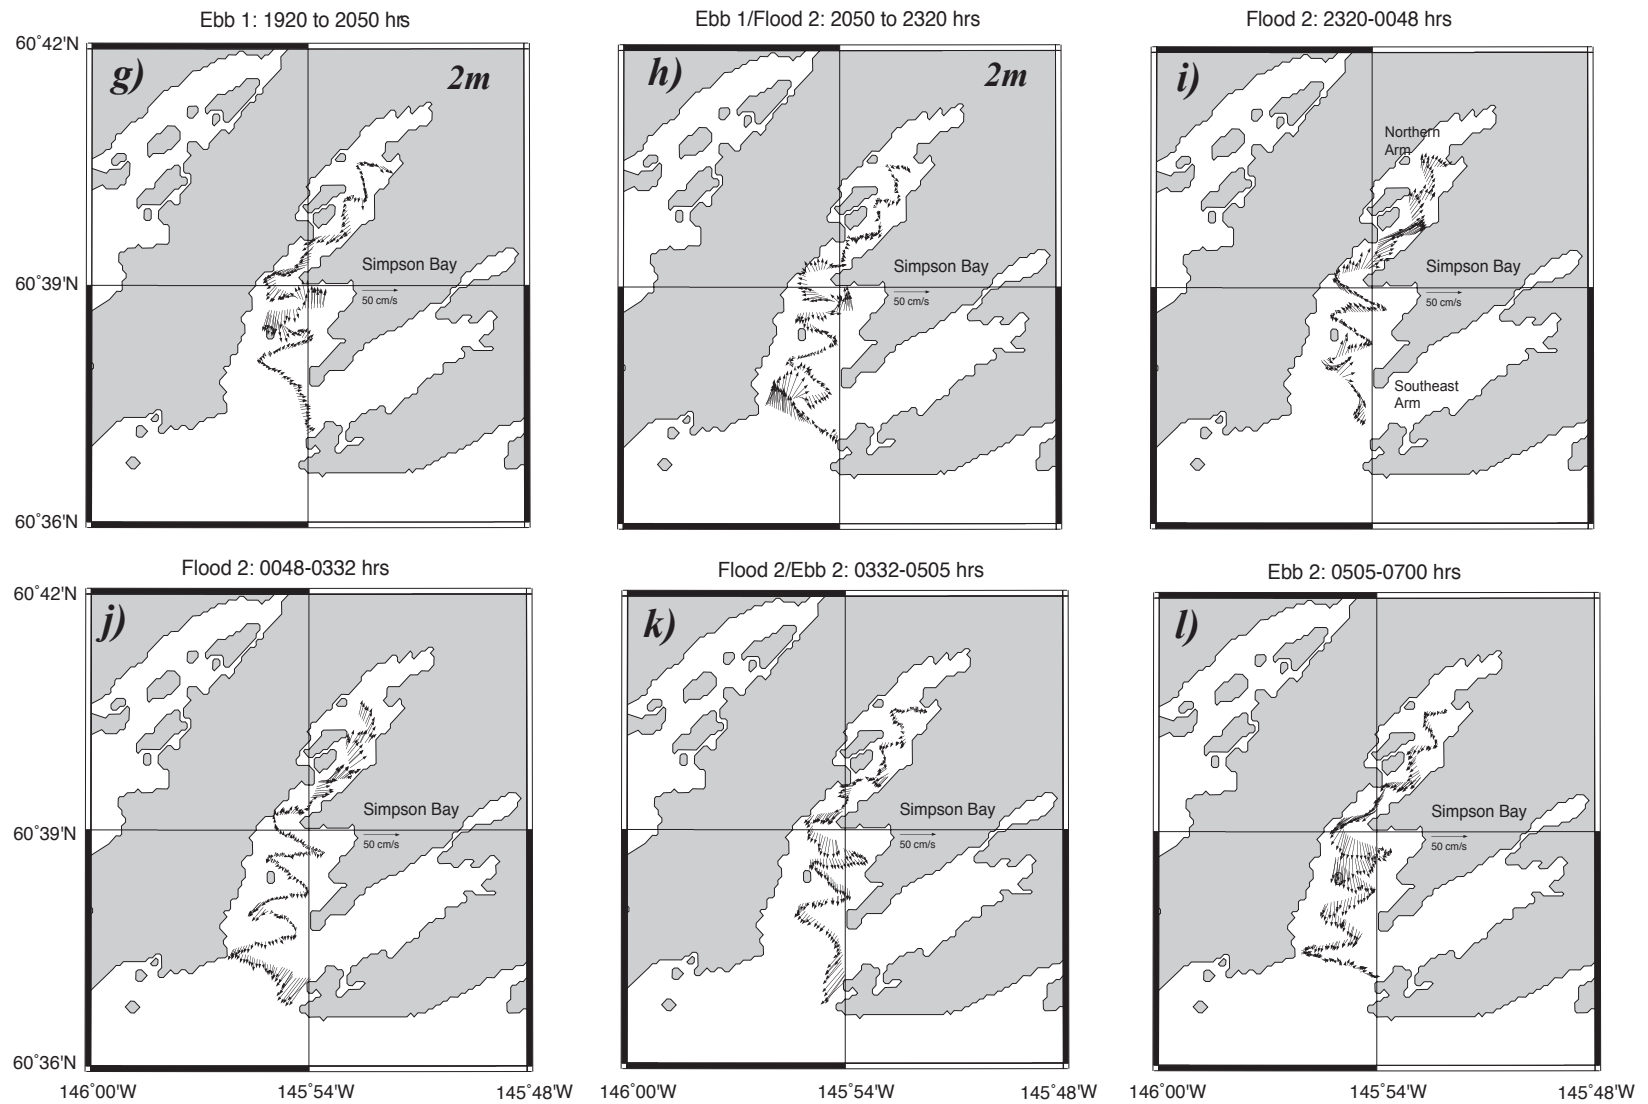 Ebb 1: 1920 to 2050 hrs
Ebb 1/Flood 2: 2050 to 2320 hrs
Flood 2: 2320-0048 hrs
60˚42'N
g)
2m
h)
2m
i)
Northern
Arm
Simpson Bay
Simpson Bay
Simpson Bay
60˚39'N
50 cm/s
50 cm/s
50 cm/s
Southeast
Arm
60˚36'N
Flood 2: 0048-0332 hrs
Flood 2/Ebb 2: 0332-0505 hrs
Ebb 2: 0505-0700 hrs
60˚42'N
j)
k)
l)
Simpson Bay
Simpson Bay
Simpson Bay
60˚39'N
50 cm/s
50 cm/s
50 cm/s
60˚36'N
146˚00'W
145˚54'W
145˚48'W
146˚00'W
145˚54'W
145˚48'W
146˚00'W
145˚54'W
145˚48'W